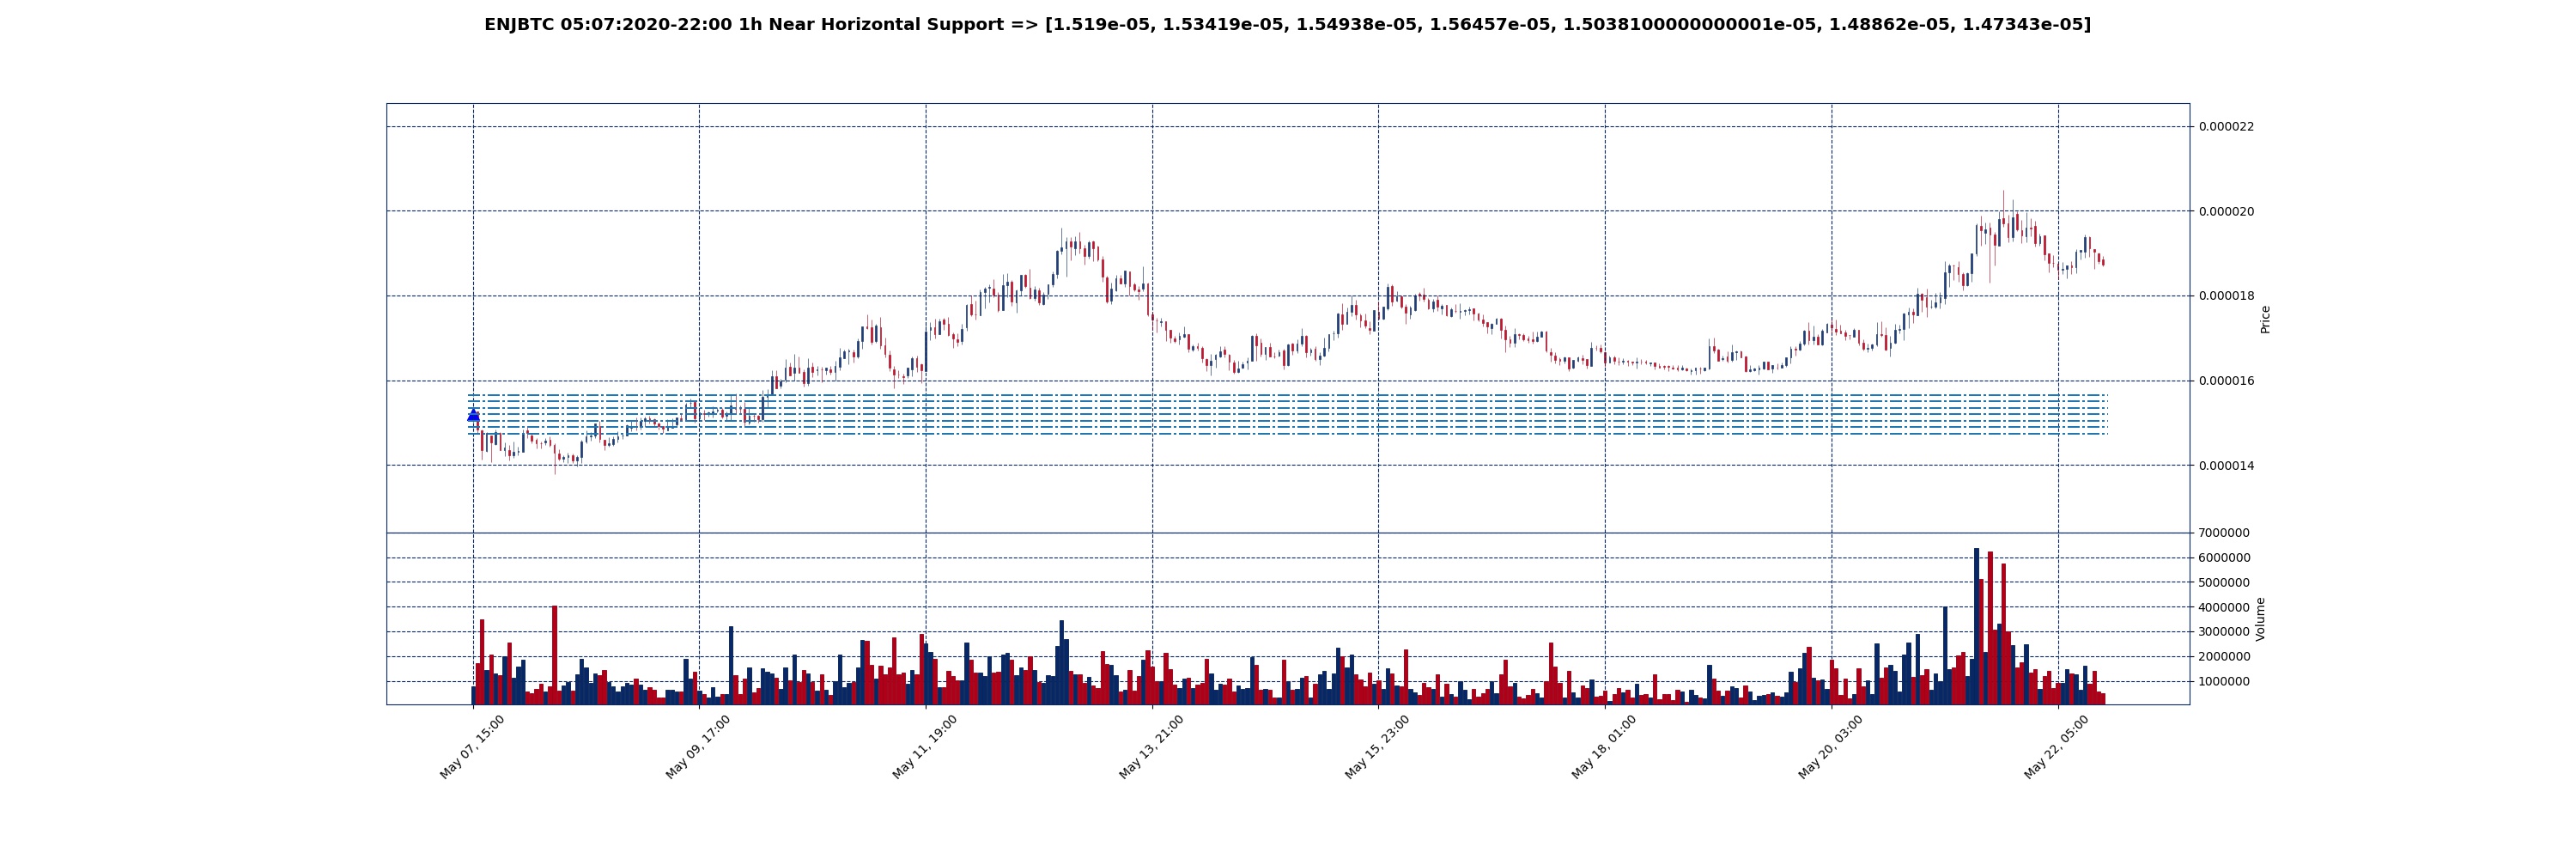 ENJBTC 05:07:2020-22:00 1h Near Horizontal Support => [1.519e-05, 1.53419e-05, 1.54938e-05, 1.56457e-05, 1.5038100000000001e-05, 1.48862e-05, 1.47343e-05]
0.000022
0.000020
0.000018
0.000016
0.000014
Price
7000000
6000000
5000000
4000000
3000000
2000000
1000000
Volume
May 07, 15:00
May 09, 17:00
May 11, 19:00
May 13, 21:00
May 15, 23:00
May 18, 01:00
May 20, 03:00
May 22, 05:00